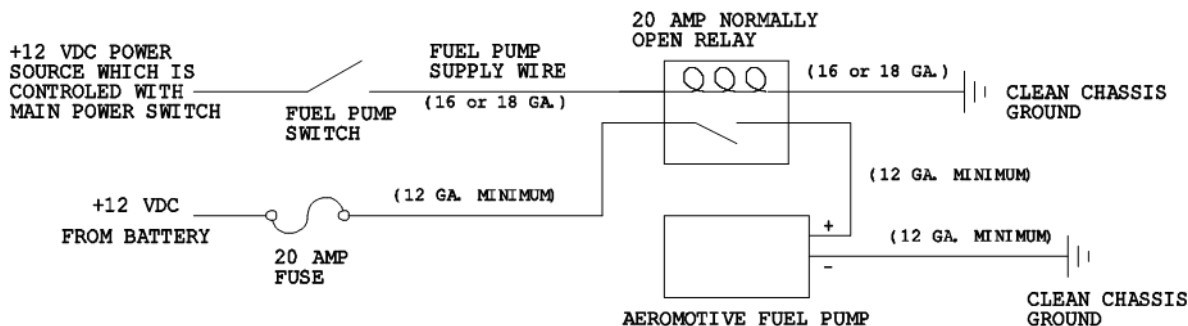 20 AMP NORMALLY
OPEN RELAY
+12 VDC POWER
SOURCE WHICH IS
CONTROLED WITH
MAIN POWER SWITCH
FUEL PUMP
SUPPLY WIRE
(16 or 18 GA.)
FUEL PUMP
SWITCH
(16 or 18 GA.)
CLEAN CHASSIS
GROUND
(12 GA. MINIMUM)
(12 GA. MINIMUM)
+12 VDC
FROM BATTERY
20 AMP
FUSE
+
-
(12 GA. MINIMUM)
CLEAN CHASSIS
GROUND
AEROMOTIVE FUEL PUMP